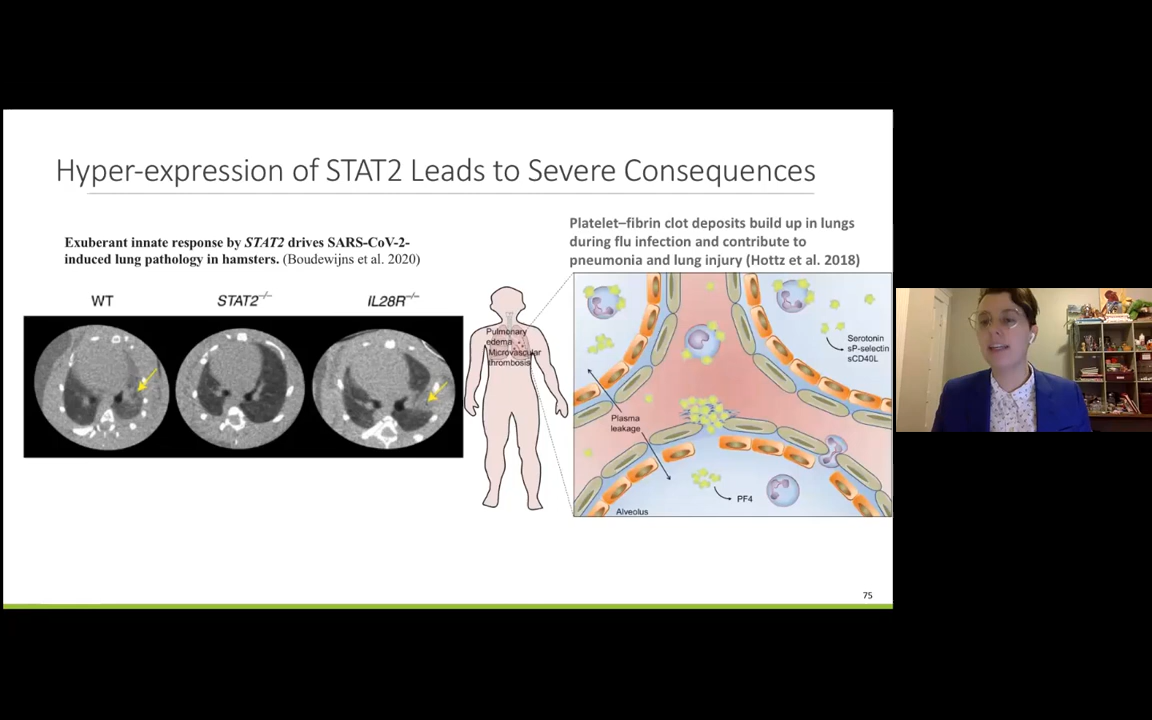 Hyper-expression of STAT2 Leads to Severe Consequences
Exuberant innate response by STAT2 drives SARS-CoV-2-
induced lung pathology in hamsters. (Boudewijns et al. 2020)
WT
STAT2-/-
IL28R-/-
Platelet–fibrin clot deposits build up in lungs
during flu infection and contribute to
pneumonia and lung injury (Hottz et al. 2018)
Pulmonary
edema
Microvascular
thrombosis
Serotonin
sP-selectin
sCD40L
Plasma
leakage
PF4
Alveolus
75